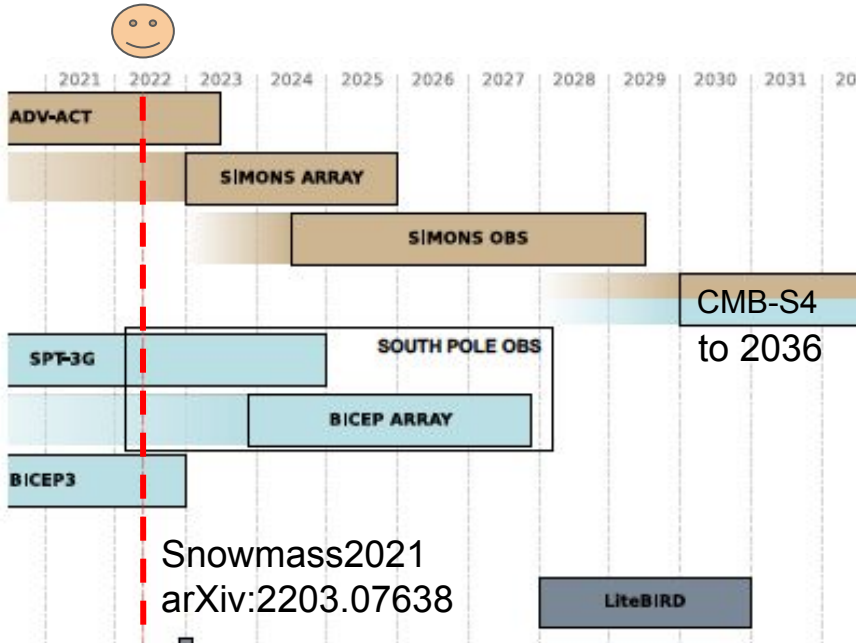 2021 2022 2023 2024 2025 2026 2027 2028 2029 2030 2031 20
ADV-ACT
SIMONS ARRAY
SIMONS OBS
CMB-S4
to 2036
SOUTH POLE OBS
SPT-3G
BICEP ARRAY
BICEP3
Snowmass2021
arXiv:2203.07638
LiteBIRD